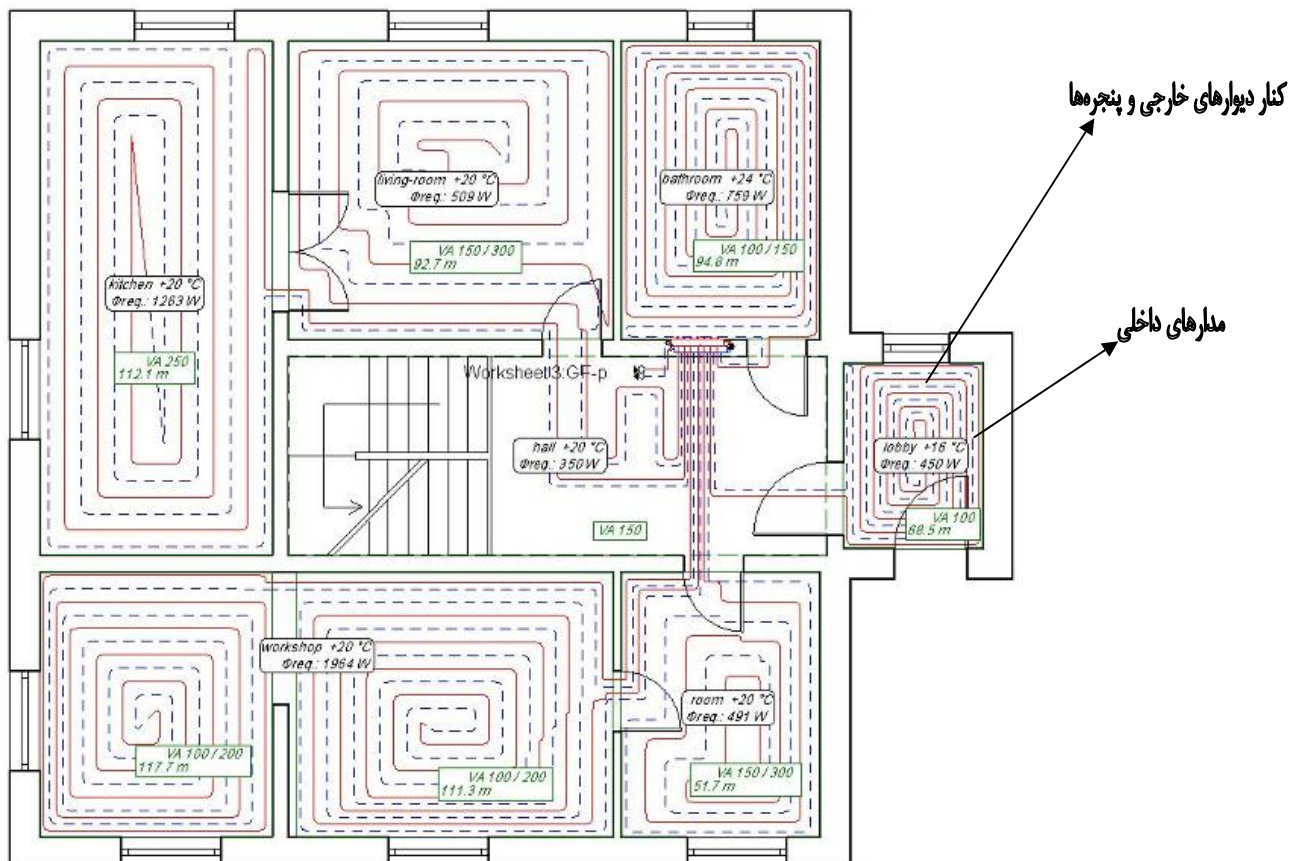 کنار دیوارهای خارجی و پنجره‌ها
living-room +20 °C
Φreq.: 509 W
VA 150 / 300
92.7 m
bathroom +24 °C
Φreq.: 759 W
VA 100 / 150
94.8 m
kitchen +20 °C
Φreq.: 1263 W
VA 250
112.1 m
مدارهای داخلی
Worksheet/3:GF-p
hall +20 °C
Φreq.: 350 W
VA 150
lobby +16 °C
Φreq.: 450 W
VA 100
68.5 m
workshop +20 °C
Φreq.: 1964 W
VA 100 / 200
117.7 m
VA 100 / 200
111.3 m
room +20 °C
Φreq.: 491 W
VA 150 / 300
51.7 m